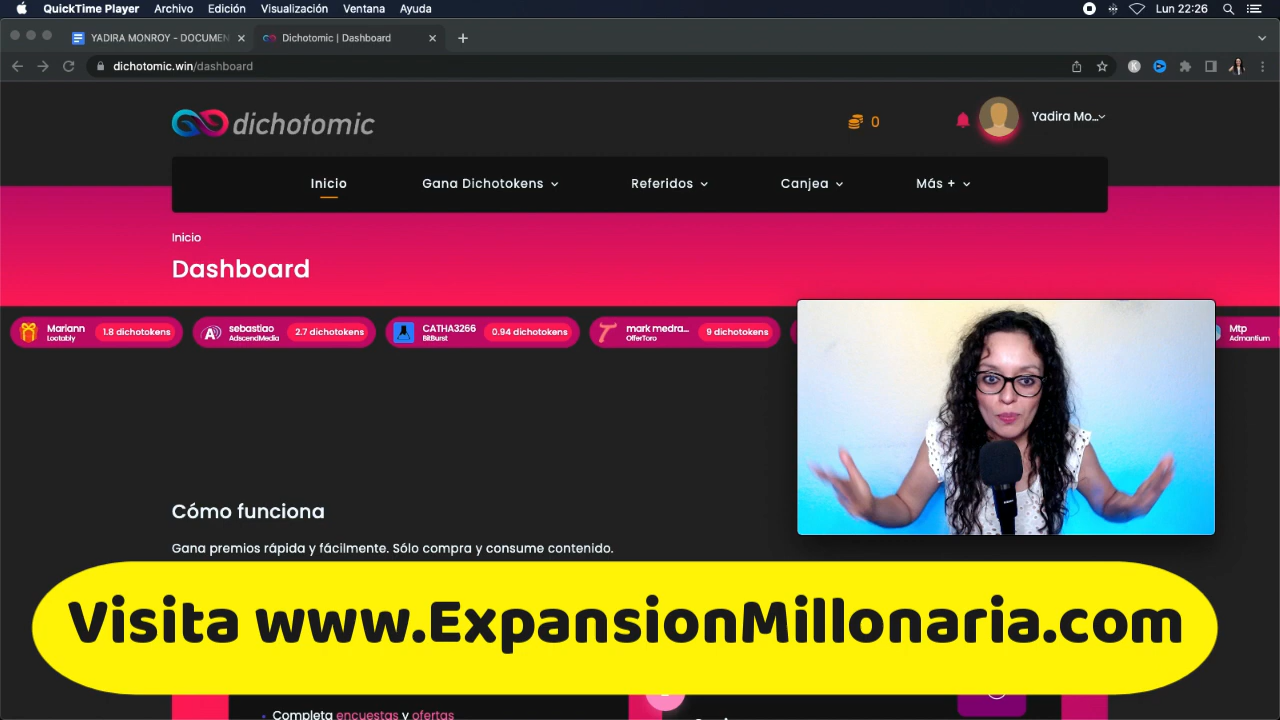 QuickTime Player Archivo Edición Visualización Ventana Ayuda Lun 22:26
YADIRA MONROY - DOCUMEN Dichotomic | Dashboard
dichotomic.win/dashboard
dichotomic 0 Yadira Mo...
Inicio Gana Dichotokens Referidos Canjea Más +
Inicio
Dashboard
Mariann 1.8 dichotokens
Lootably
sebastiao 2.7 dichotokens
AdscendMedia
CATHA3266 0.94 dichotokens
BitBurst
mark medra... 9 dichotokens
OfferToro
Mtp
Admantium
Cómo funciona
Gana premios rápida y fácilmente. Sólo compra y consume contenido.
Visita www.ExpansionMillonaria.com
Completa encuestas y ofertas